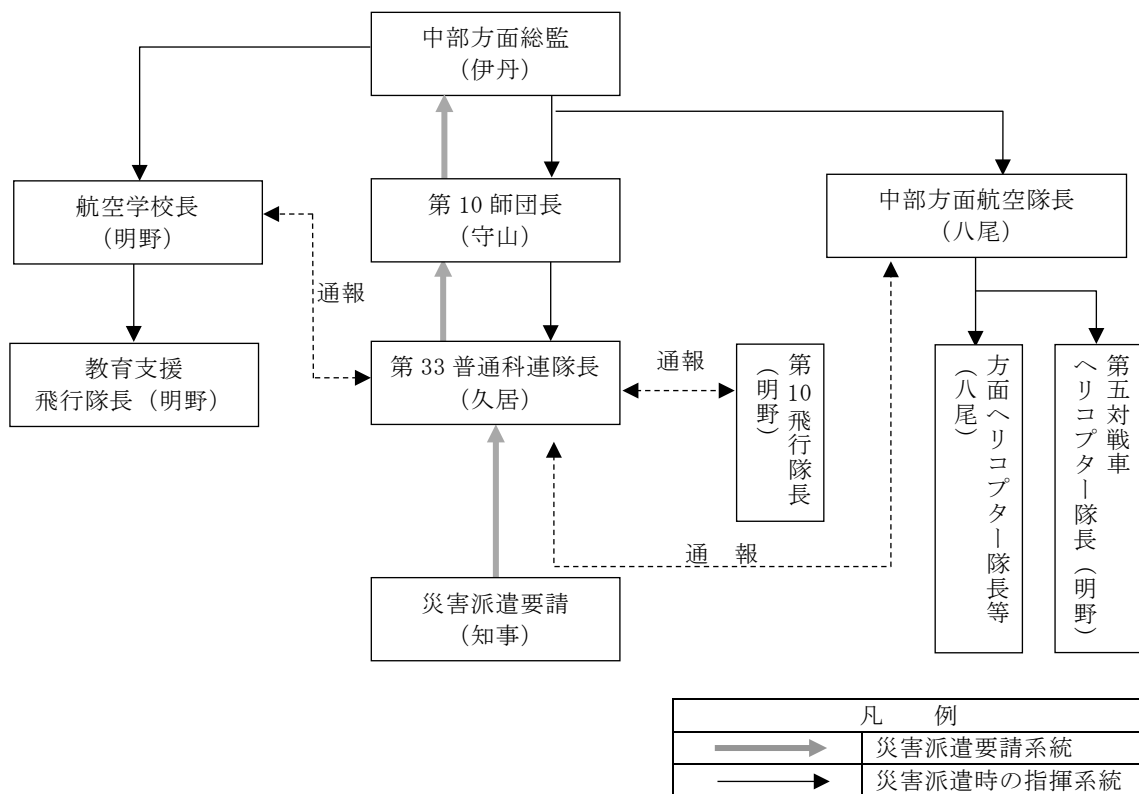 中部方面総監
(伊丹)
航空学校長
(明野)
第10師団長
(守山)
中部方面航空隊長
(八尾)
通報
教育支援
飛行隊長(明野)
第33普通科連隊長
(久居)
通報
第10飛行隊長
(明野)
方面ヘリコプター隊長等
(八尾)
第五対戦車
ヘリコプター隊長(明野)
通 報
災害派遣要請
(知事)
凡 例
災害派遣要請系統
災害派遣時の指揮系統